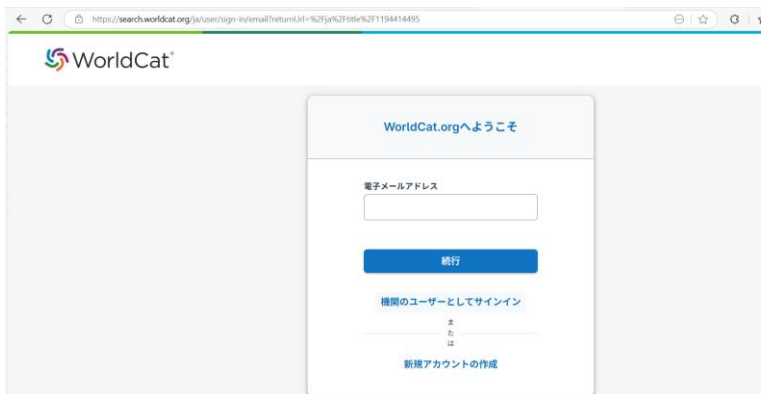 https://search.worldcat.org/ja/user/sign-in/email?returnUrl=%2Fja%2Ftitle%2F1194414495
WorldCat®
WorldCat.orgへようこそ
電子メールアドレス
続行
機関のユーザーとしてサインイン
または
新規アカウントの作成